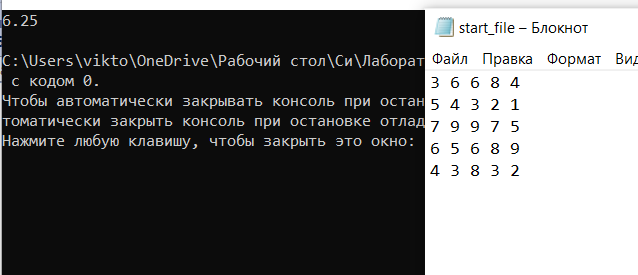 6.25
C:\Users\vikto\OneDrive\Рабочий стол\Си\Лаборат
с кодом 0.
Чтобы автоматически закрывать консоль при остан
томатически закрыть консоль при остановке отлад
Нажмите любую клавишу, чтобы закрыть это окно:
start_file – Блокнот
Файл Правка Формат Вид
3 6 6 8 4
5 4 3 2 1
7 9 9 7 5
6 5 6 8 9
4 3 8 3 2